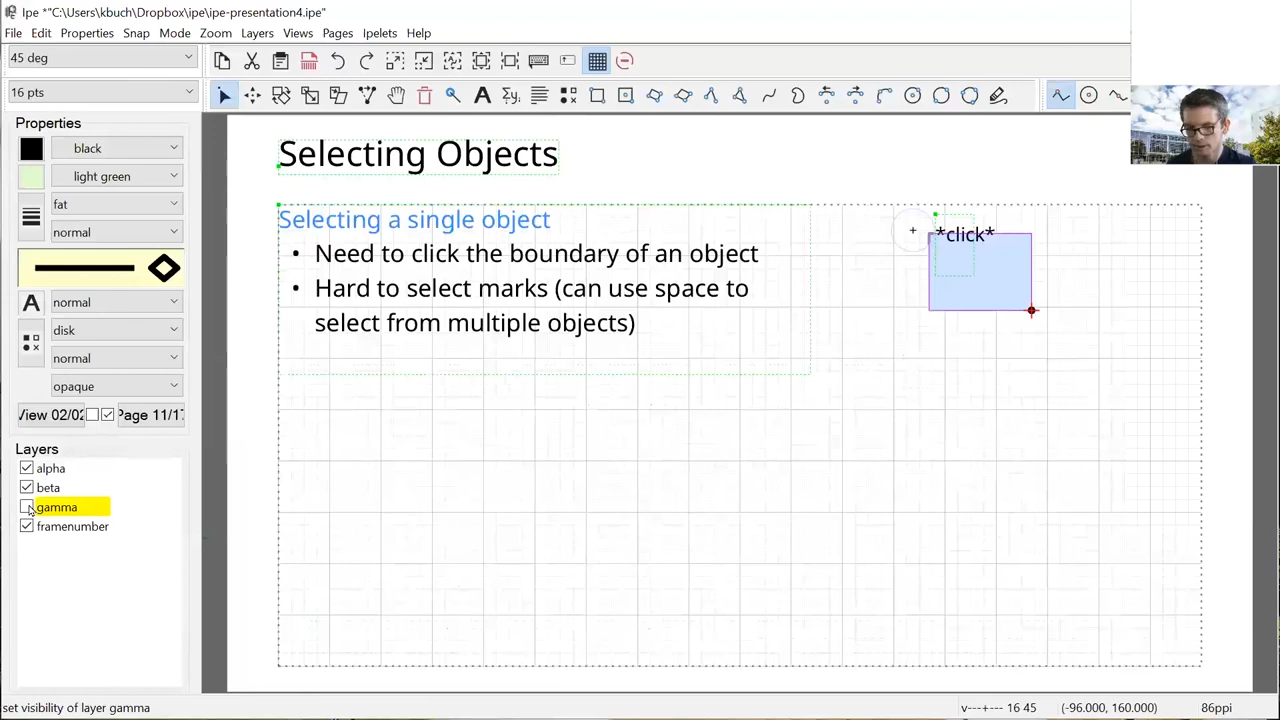 Ipe *"C:\Users\kbuch\Dropbox\ipe\ipe-presentation4.ipe"
File Edit Properties Snap Mode Zoom Layers Views Pages Ipelets Help
45 deg
16 pts
Properties
black
light green
fat
normal
A normal
disk
normal
opaque
View 02/02 Page 11/17
Layers
alpha
beta
gamma
framenumber
Selecting Objects
Selecting a single object
• Need to click the boundary of an object
• Hard to select marks (can use space to
select from multiple objects)
*click*
set visibility of layer gamma
v---+--- 16 45 (-96.000, 160.000) 86ppi